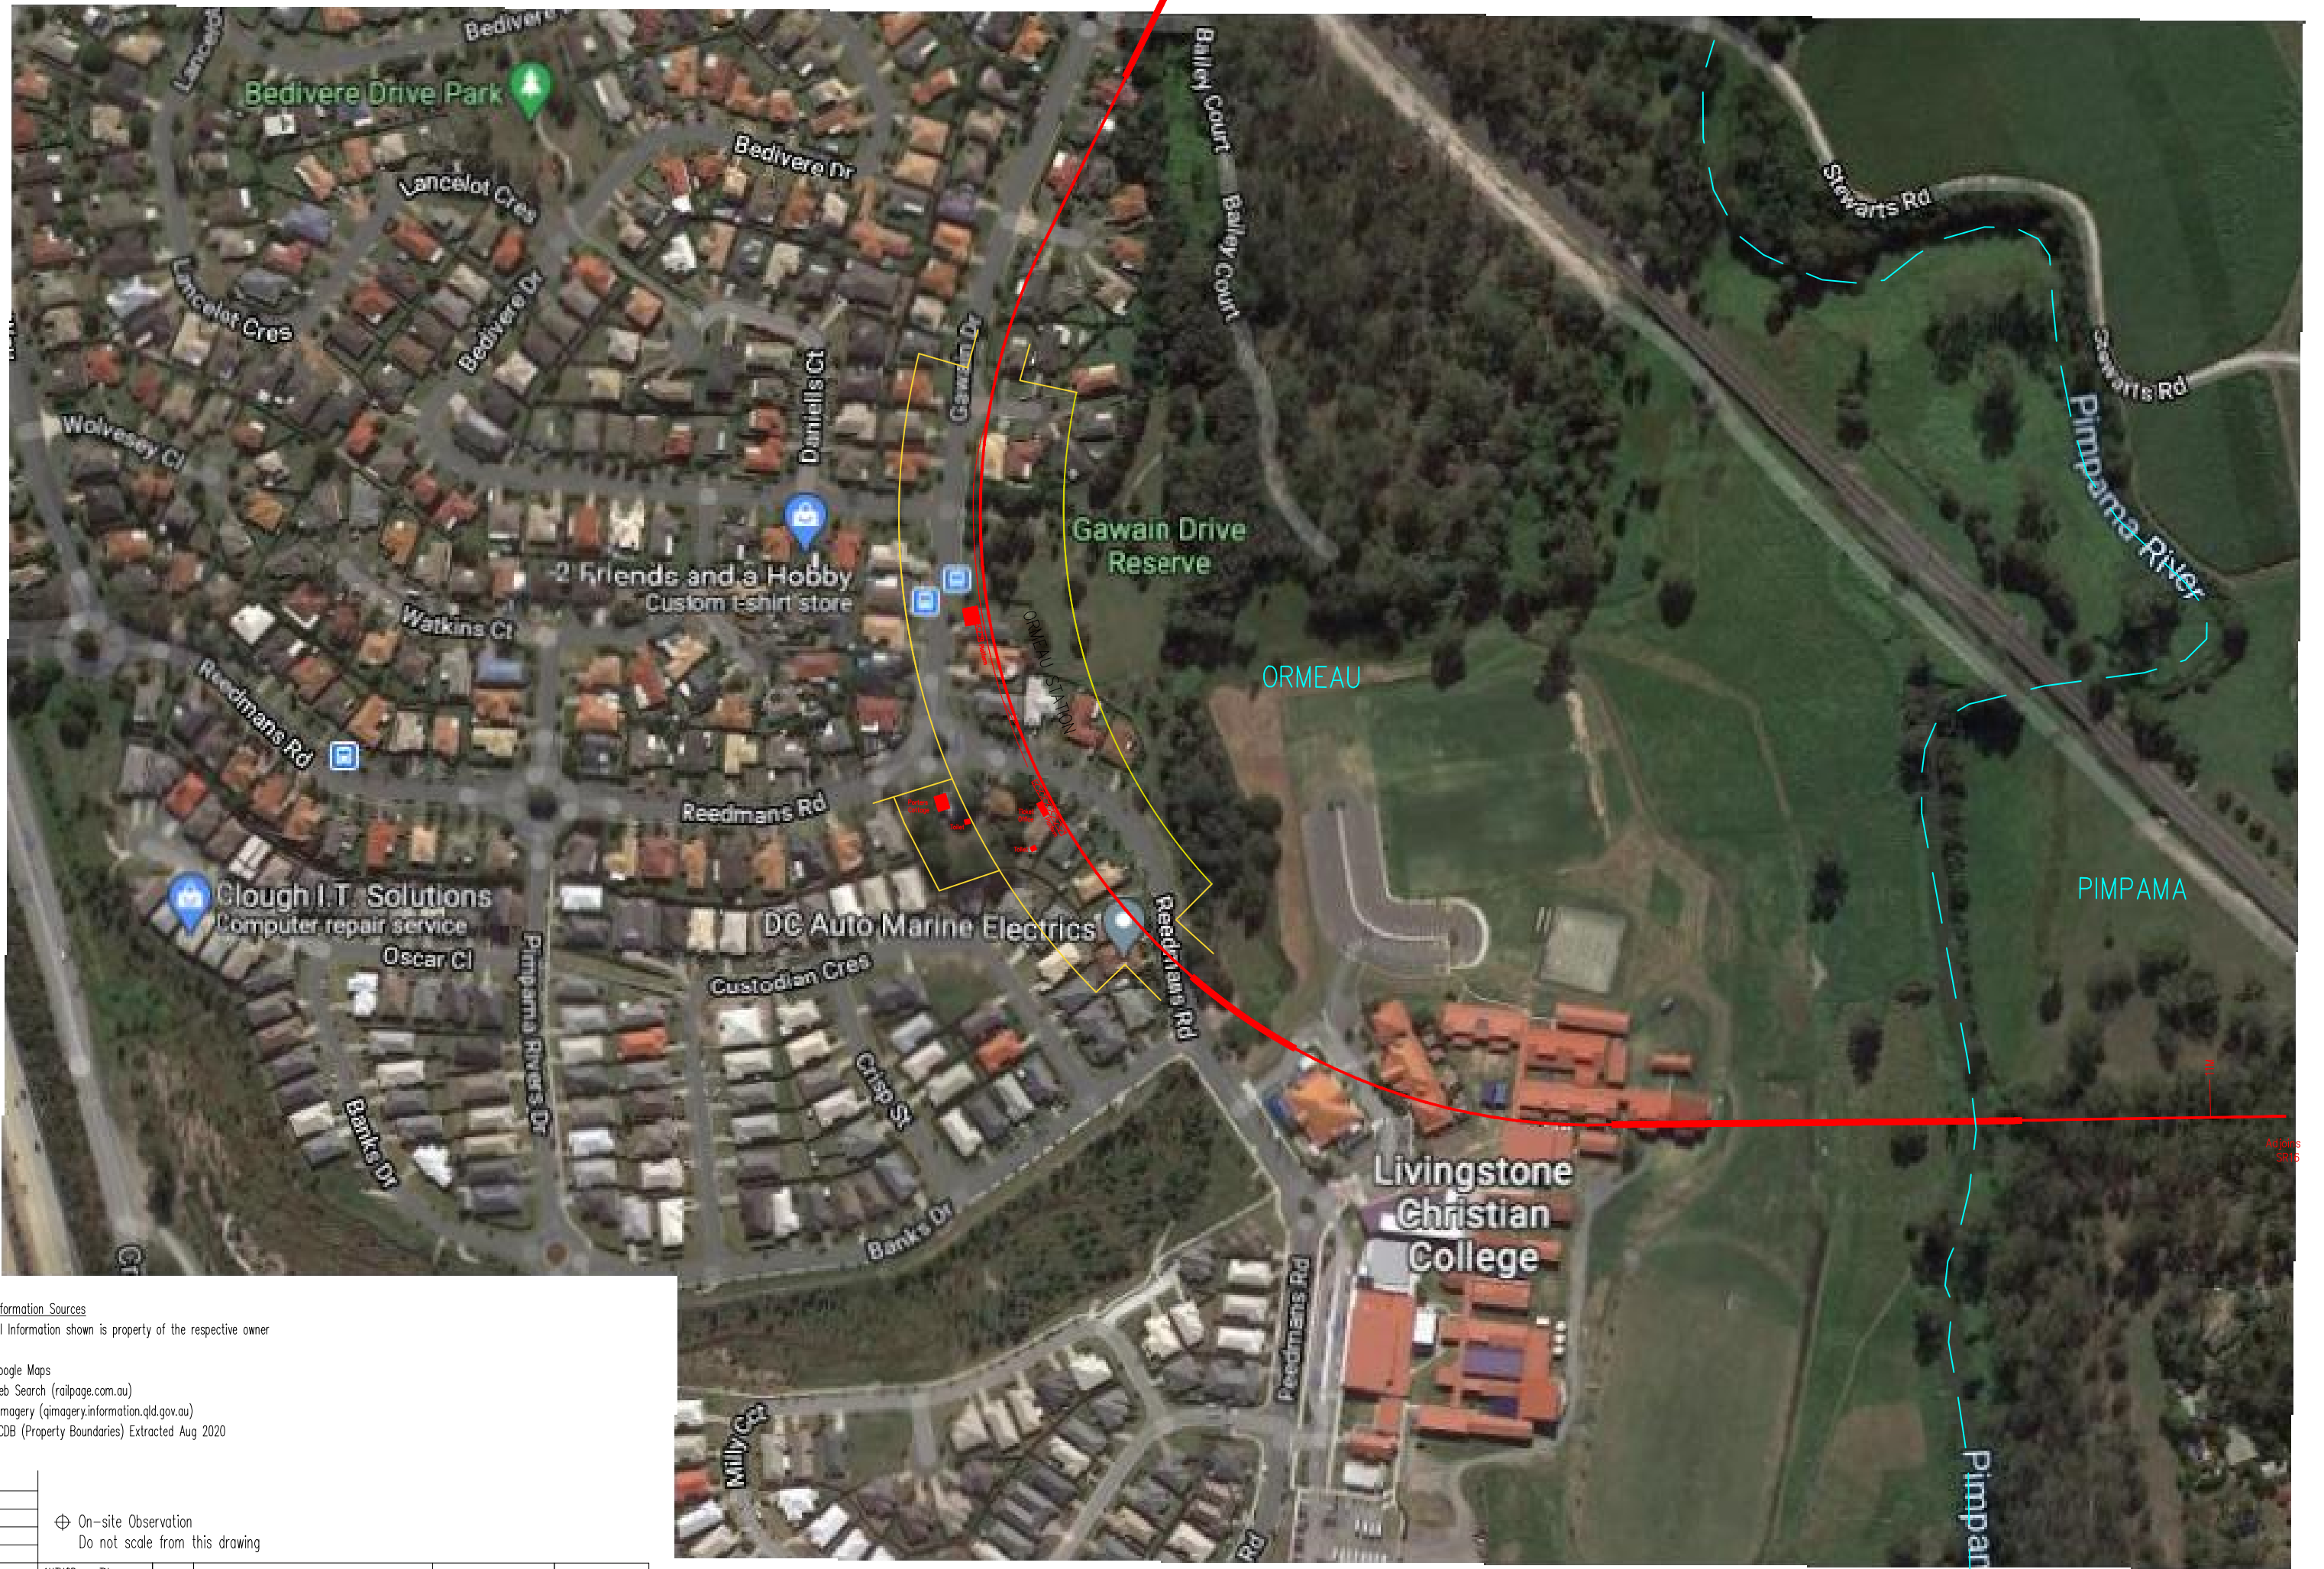 Bedivere Drive Park
Bailey Court
Bedivere Dr
Lancelot Cres
Stewarts Rd
Bailey Court
Lancelot Cres
Bedivere Dr
Gawain Dr
Stewarts Rd
Daniells Ct
Wolvesey Cl
Pimpama River
Gawain Drive
Reserve
2 Friends and a Hobby
Custom t-shirt store
Watkins Ct
ORMEAU STATION
ORMEAU
Reedmans Rd
Reedmans Rd
PIMPAMA
Clough I.T. Solutions
Computer repair service
DC Auto Marine Electrics
Reedmans Rd
Oscar Cl
Custodian Cres
Pimpama Rivers Dr
Crisp St
Banks Dr
Adjoins
Livingstone
Christian
College
Banks Dr
Reedmans Rd
Milly Cct
Rd
Pimpan
nformation Sources
l Information shown is property of the respective owner
oogle Maps
eb Search (railpage.com.au)
magery (qimagery.information.qld.gov.au)
CDB (Property Boundaries) Extracted Aug 2020
On-site Observation
Do not scale from this drawing